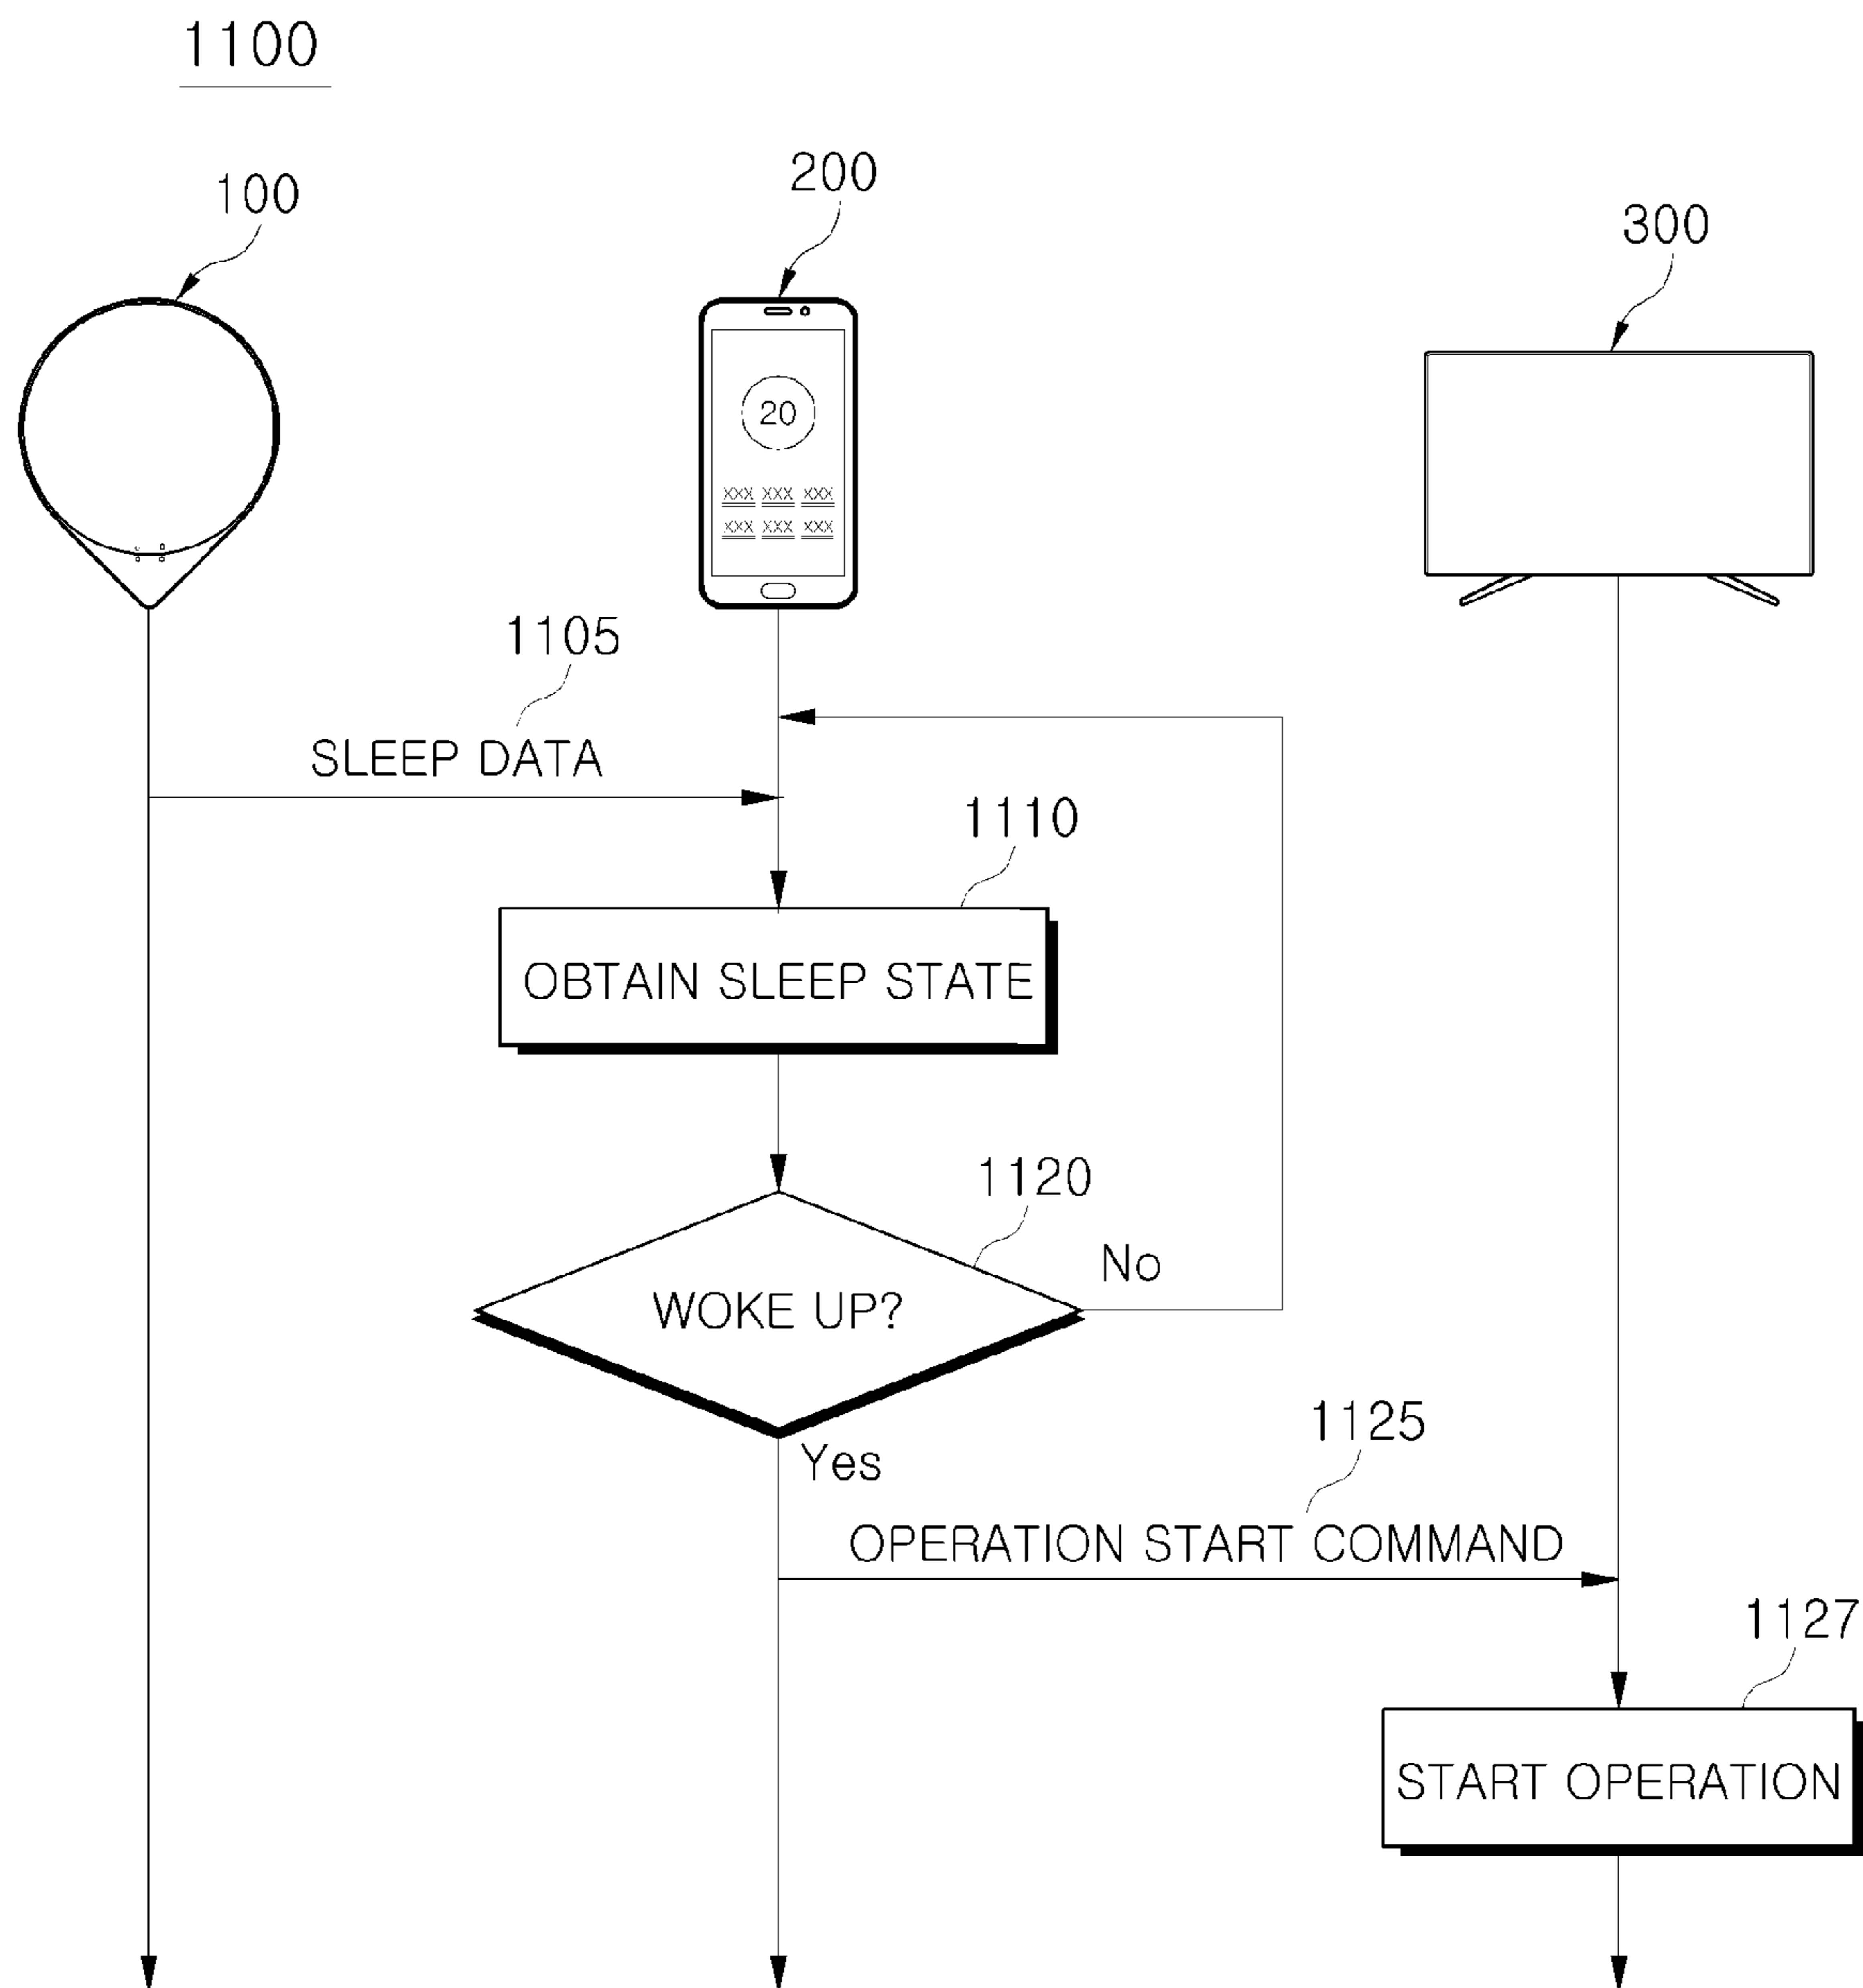 1100
100
200
300
20
XXX XXX XXX
XXX XXX XXX
1105
SLEEP DATA
1110
OBTAIN SLEEP STATE
1120
No
WOKE UP?
Yes
1125
OPERATION START COMMAND
1127
START OPERATION